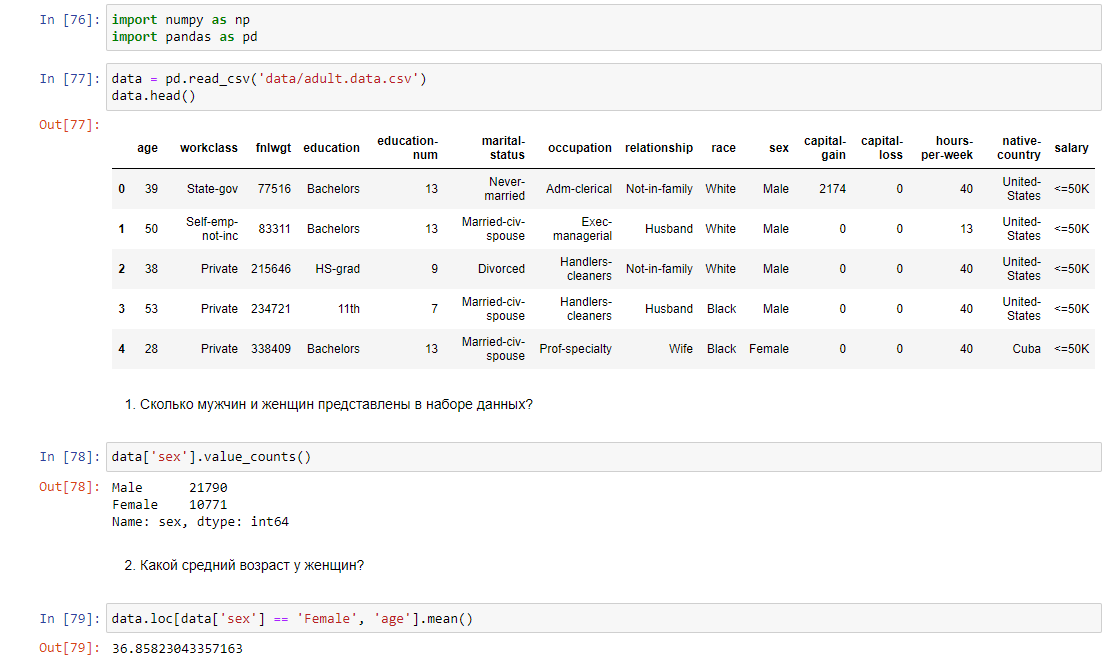 In [76]: import numpy as np
import pandas as pd
In [77]: data = pd.read_csv('data/adult.data.csv')
data.head()
Out[77]:
age workclass fnlwgt education education-num marital-status occupation relationship race sex capital-gain capital-loss hours-per-week native-country salary
0 39 State-gov 77516 Bachelors 13 Never-married Adm-clerical Not-in-family White Male 2174 0 40 United-States <=50K
1 50 Self-emp-not-inc 83311 Bachelors 13 Married-civ-spouse Exec-managerial Husband White Male 0 0 13 United-States <=50K
2 38 Private 215646 HS-grad 9 Divorced Handlers-cleaners Not-in-family White Male 0 0 40 United-States <=50K
3 53 Private 234721 11th 7 Married-civ-spouse Handlers-cleaners Husband Black Male 0 0 40 United-States <=50K
4 28 Private 338409 Bachelors 13 Married-civ-spouse Prof-specialty Wife Black Female 0 0 40 Cuba <=50K
1. Сколько мужчин и женщин представлены в наборе данных?
In [78]: data['sex'].value_counts()
Out[78]: Male 21790
Female 10771
Name: sex, dtype: int64
2. Какой средний возраст у женщин?
In [79]: data.loc[data['sex'] == 'Female', 'age'].mean()
Out[79]: 36.85823043357163